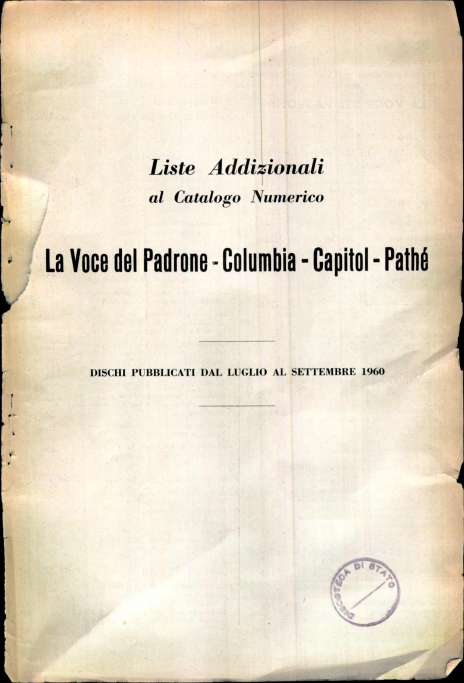 Liste Addizionali
al Catalogo Numerico
La Voce del Padrone - Columbia - Capitol - Pathé
DISCHI PUBBLICATI DAL LUGLIO AL SETTEMBRE 1960
DISCOTECA DI STATO